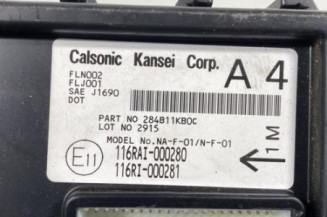 Calsonic Kansei Corp. A 4
FLN002
FLJ001
SAE J1690
DOT
PART NO 284B11KB0C
LOT NO 2915
MODEL No.NA-F-01/N-F-01
E11
116RAI-000280
116RI-000281
1M